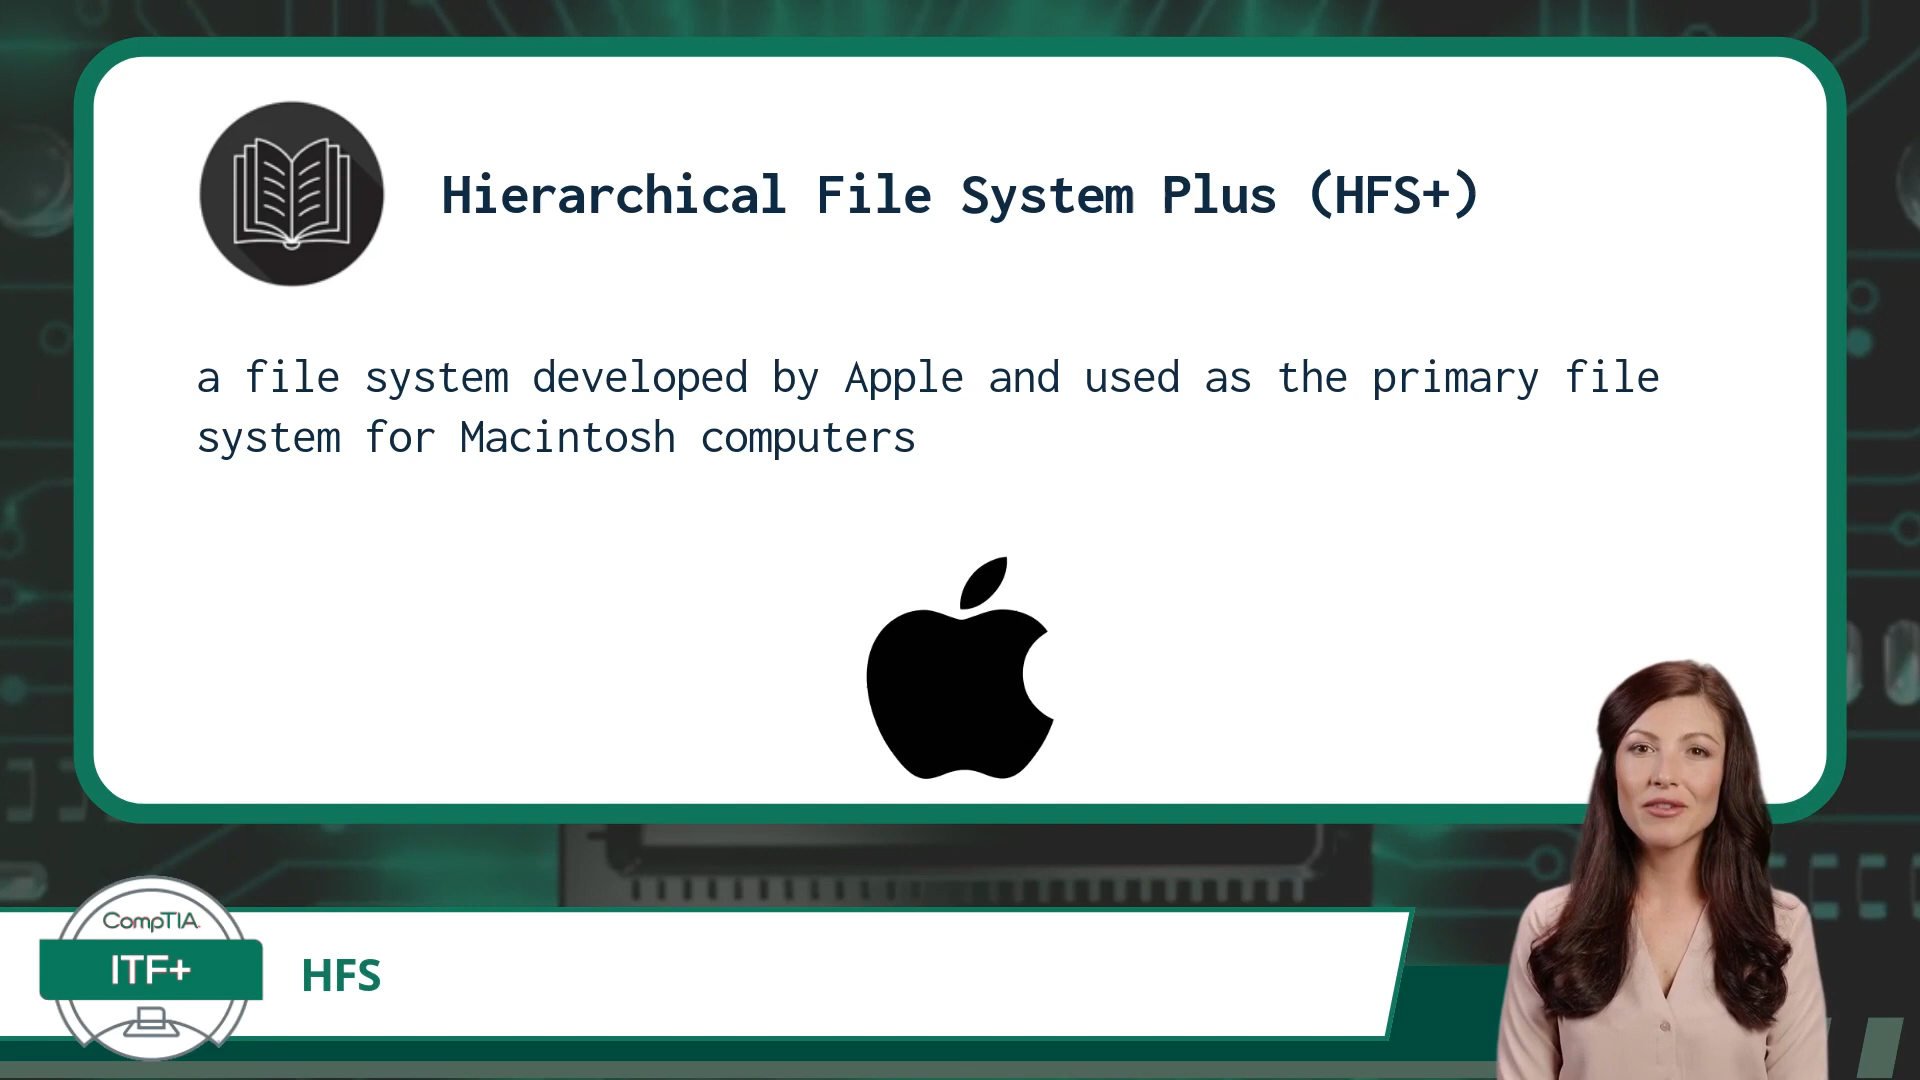 Hierarchical File System Plus (HFS+)
a file system developed by Apple and used as the primary file
system for Macintosh computers
CompTIA
ITF+
HFS